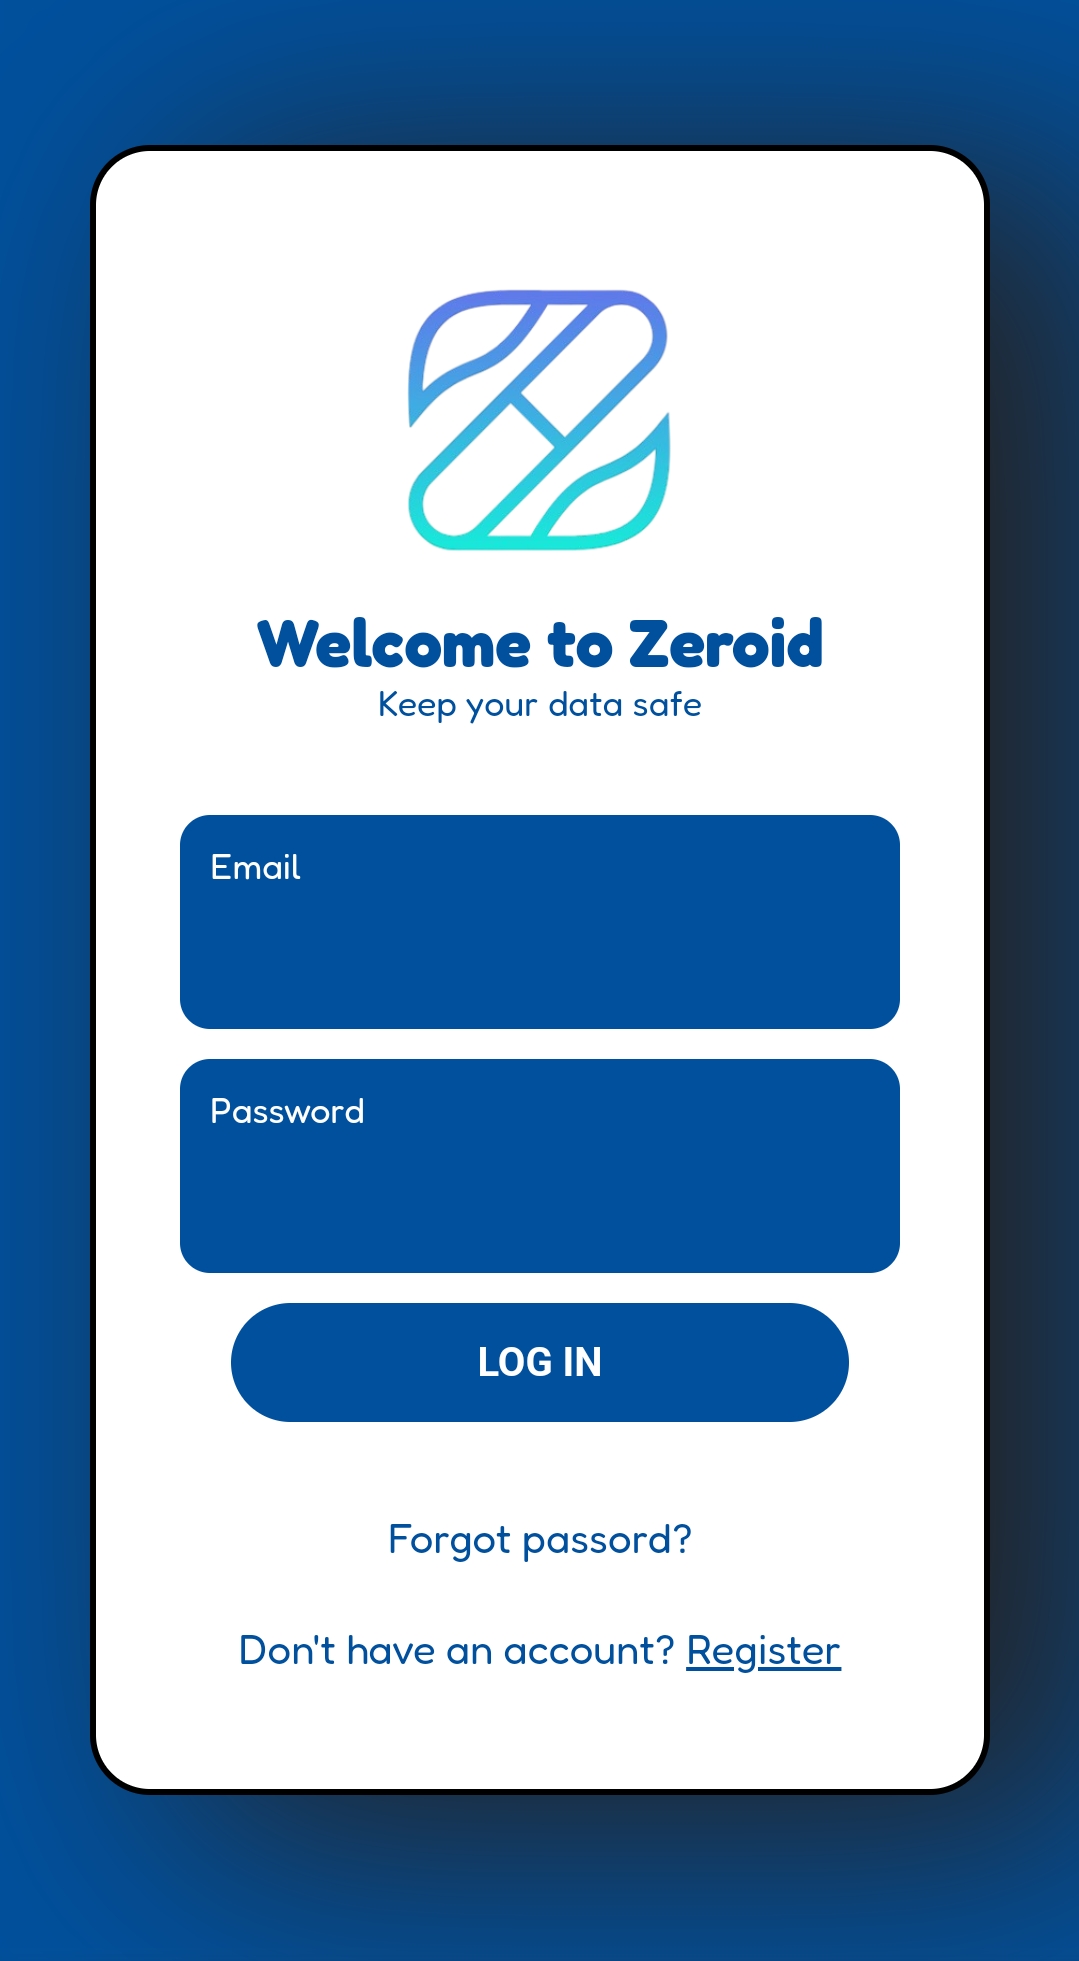 Welcome to Zeroid
Keep your data safe
Email
Password
LOG IN
Forgot passord?
Don't have an account? Register